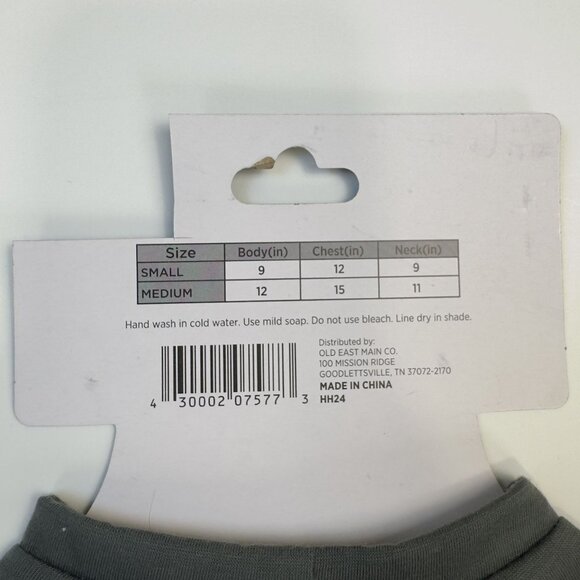 Size Body(in) Chest(in) Neck(in)
SMALL 9 12 9
MEDIUM 12 15 11
Hand wash in cold water. Use mild soap. Do not use bleach. Line dry in shade.
Distributed by:
OLD EAST MAIN CO.
100 MISSION RIDGE
GOODLETTSVILLE, TN 37072-2170
MADE IN CHINA
HH24
4 30002 07577 3